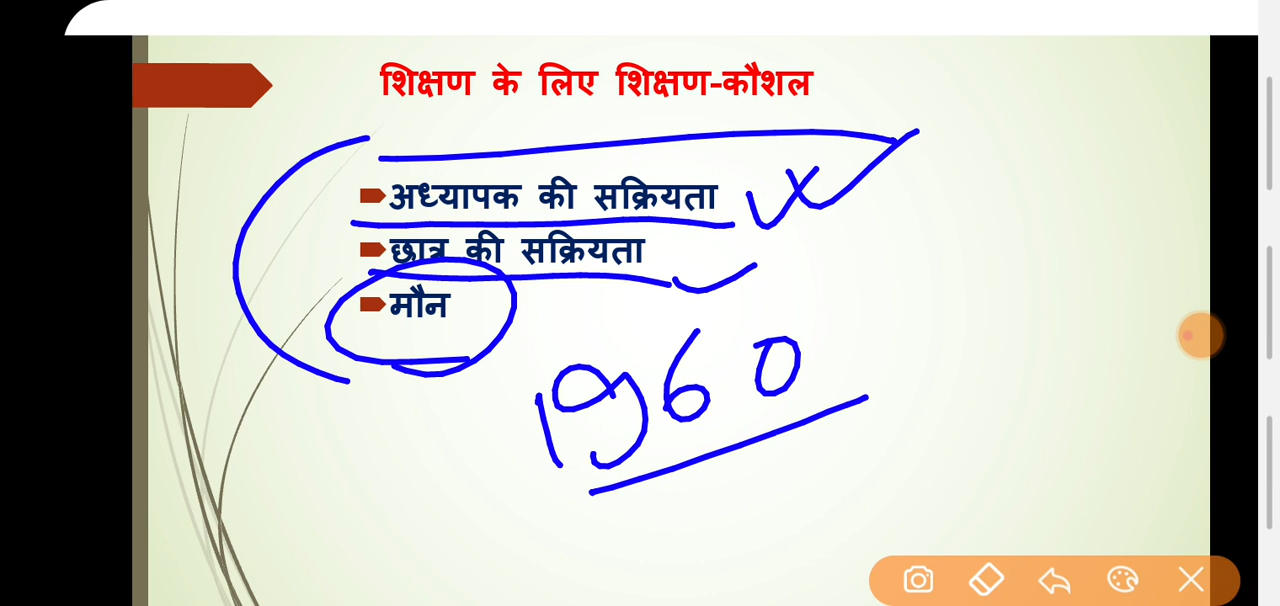 शिक्षण के लिए शिक्षण-कौशल
अध्यापक की सक्रियता
छात्र की सक्रियता
मौन
1960